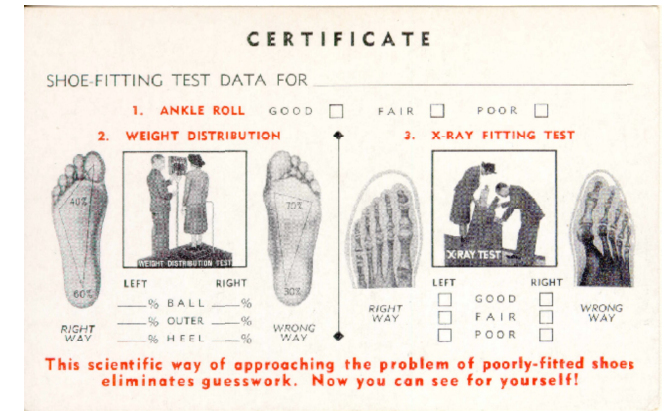 CERTIFICATE
SHOE-FITTING TEST DATA FOR
1. ANKLE ROLL GOOD FAIR POOR
2. WEIGHT DISTRIBUTION
40%
60%
RIGHT
WAY
WEIGHT DISTRIBUTION TEST
70%
30%
WRONG
WAY
LEFT RIGHT
% BALL %
% OUTER %
% HEEL %
3. X-RAY FITTING TEST
RIGHT
WAY
X-RAY TEST
LEFT RIGHT
GOOD
FAIR
POOR
WRONG
WAY
This scientific way of approaching the problem of poorly-fitted shoes
eliminates guesswork. Now you can see for yourself!